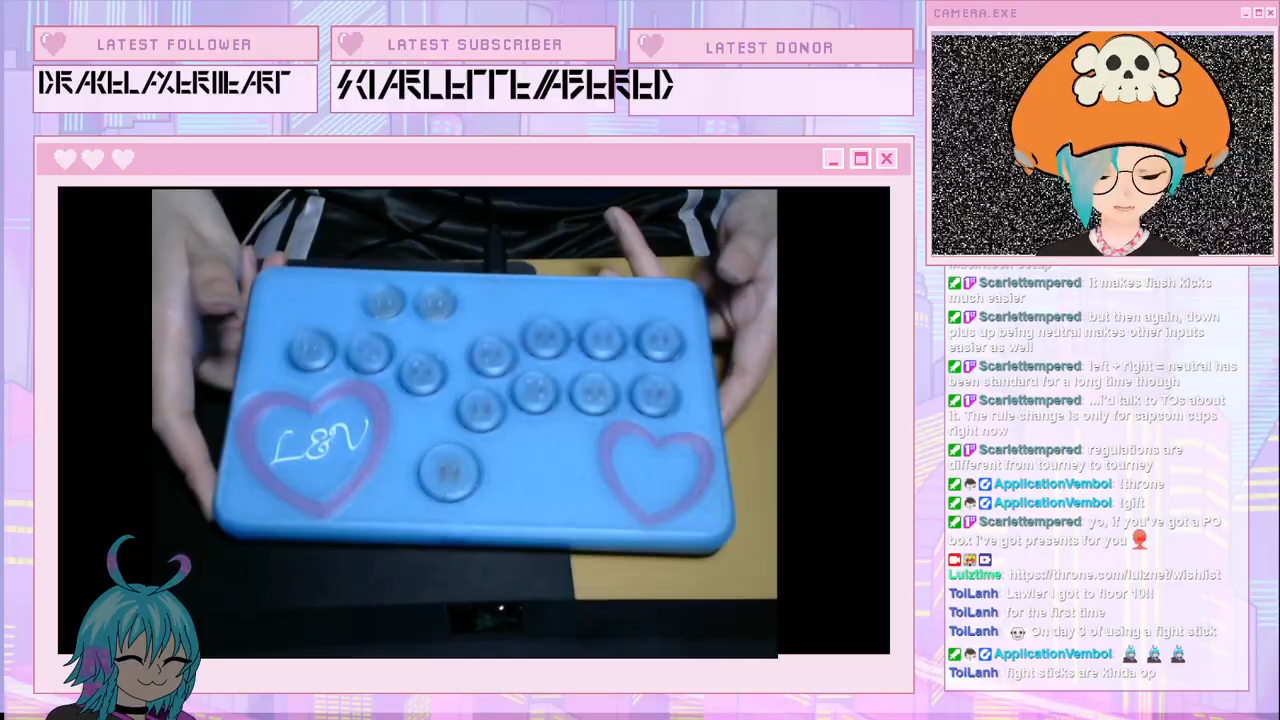 CAMERA.EXE
LATEST FOLLOWER
LATEST SUBSCRIBER
LATEST DONOR
L&N
Scarlettempered: it makes flash kicks
much easier
Scarlettempered: but then again, down
plus up being neutral makes other inputs
easier as well
Scarlettempered: left + right = neutral has
been standard for a long time though
Scarlettempered: ...i'd talk to TOs about
it. The rule change is only for capcom cups
right now
Scarlettempered: regulations are
different from tourney to tourney
ApplicationVembol: !throne
ApplicationVembol: !gift
Scarlettempered: yo, if you've got a PO
box i've got presents for you
Lulztime: https://throne.com/lulznet/wishlist
ToiLanh: Lawler I got to floor 10!!
ToiLanh: for the first time
ToiLanh: On day 3 of using a fight stick
ApplicationVembol:
ToiLanh: fight sticks are kinda op